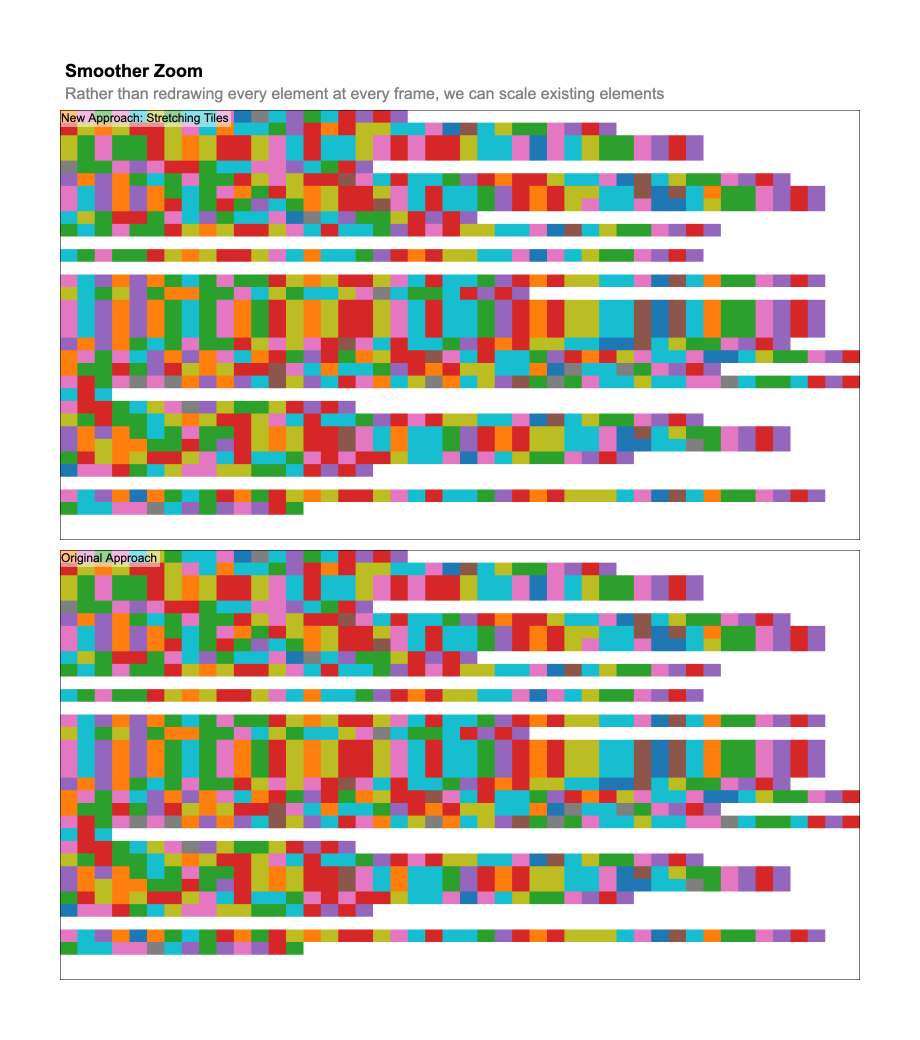 Smoother Zoom
Rather than redrawing every element at every frame, we can scale existing elements
New Approach: Stretching Tiles
Original Approach